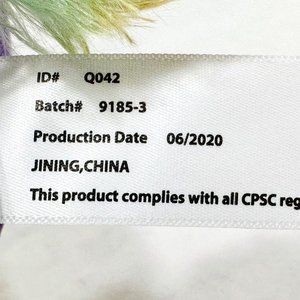 ID# Q042
Batch# 9185-3
Production Date 06/2020
JINING,CHINA
This product complies with all CPSC reg